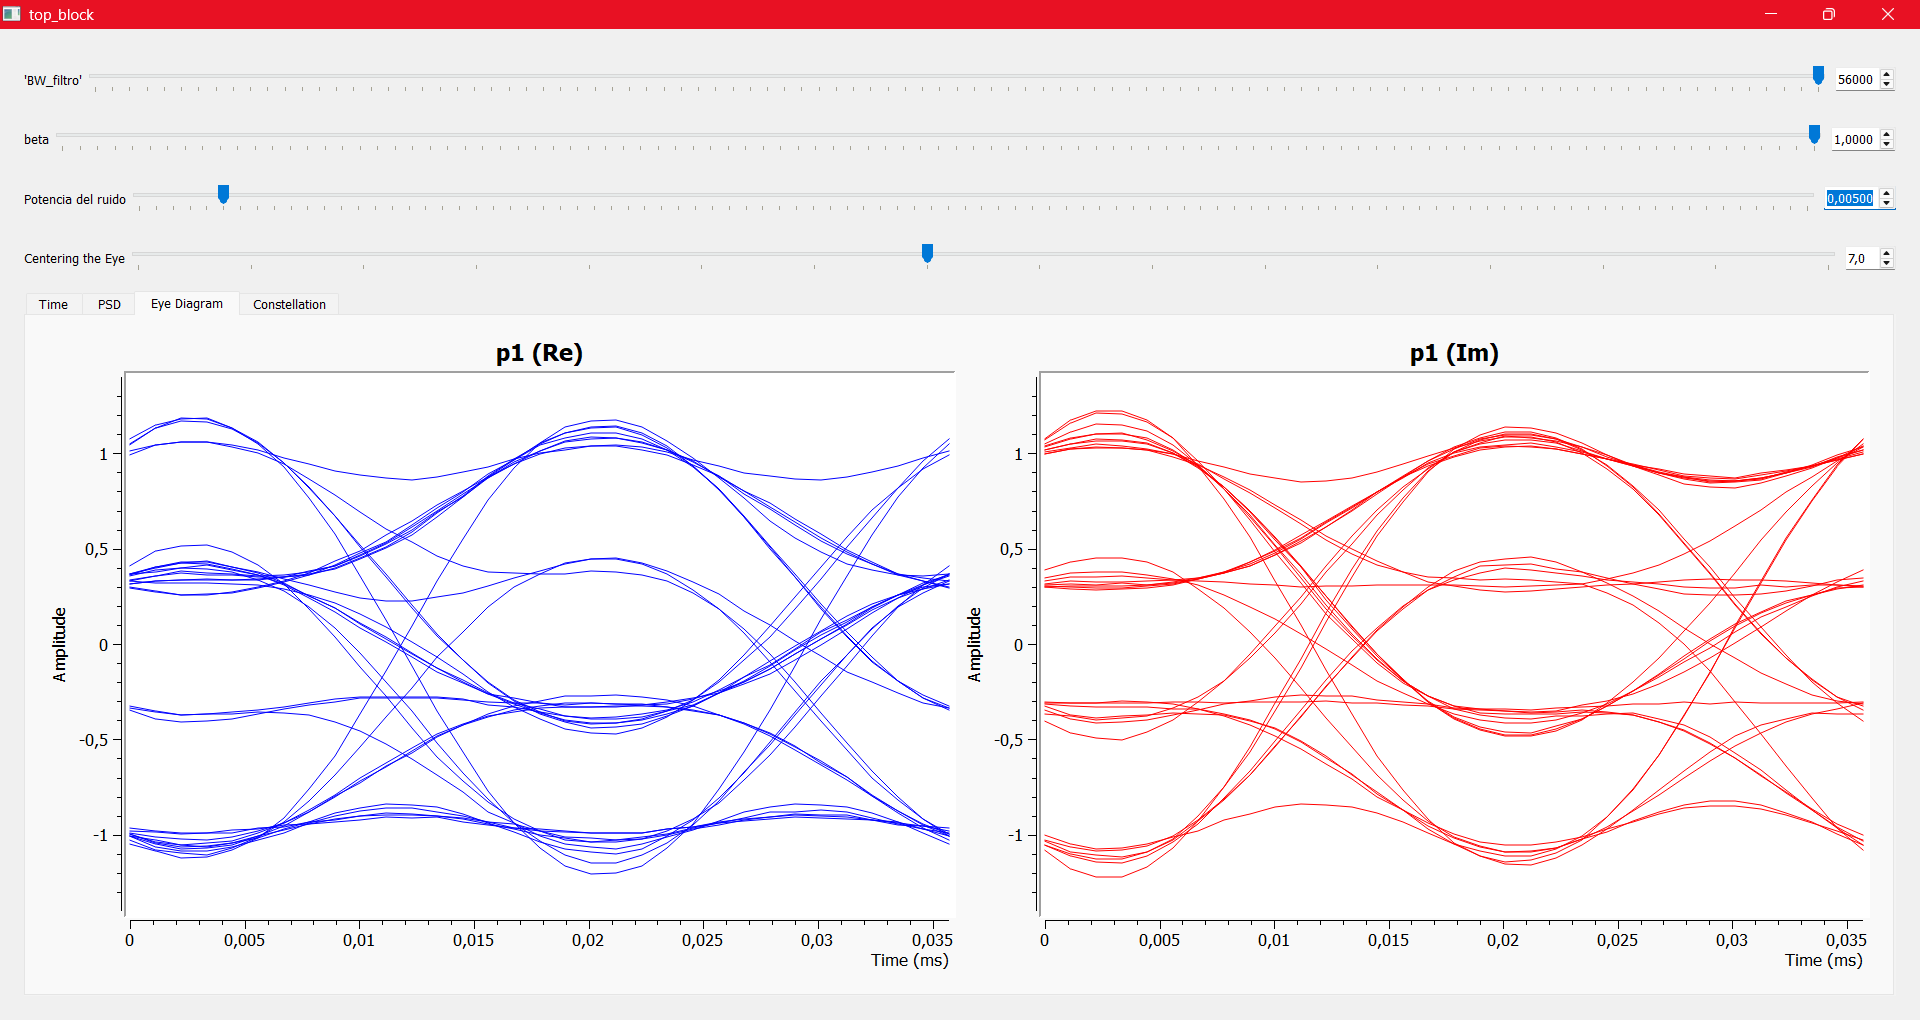 top_block
'BW_filtro' 56000
beta 1,0000
Potencia del ruido 0,00500
Centering the Eye 7,0
Time PSD Eye Diagram Constellation
p1 (Re)
1
0,5
0
-0,5
-1
Amplitude
0 0,005 0,01 0,015 0,02 0,025 0,03 0,035
Time (ms)
p1 (Im)
1
0,5
0
-0,5
-1
Amplitude
0 0,005 0,01 0,015 0,02 0,025 0,03 0,035
Time (ms)